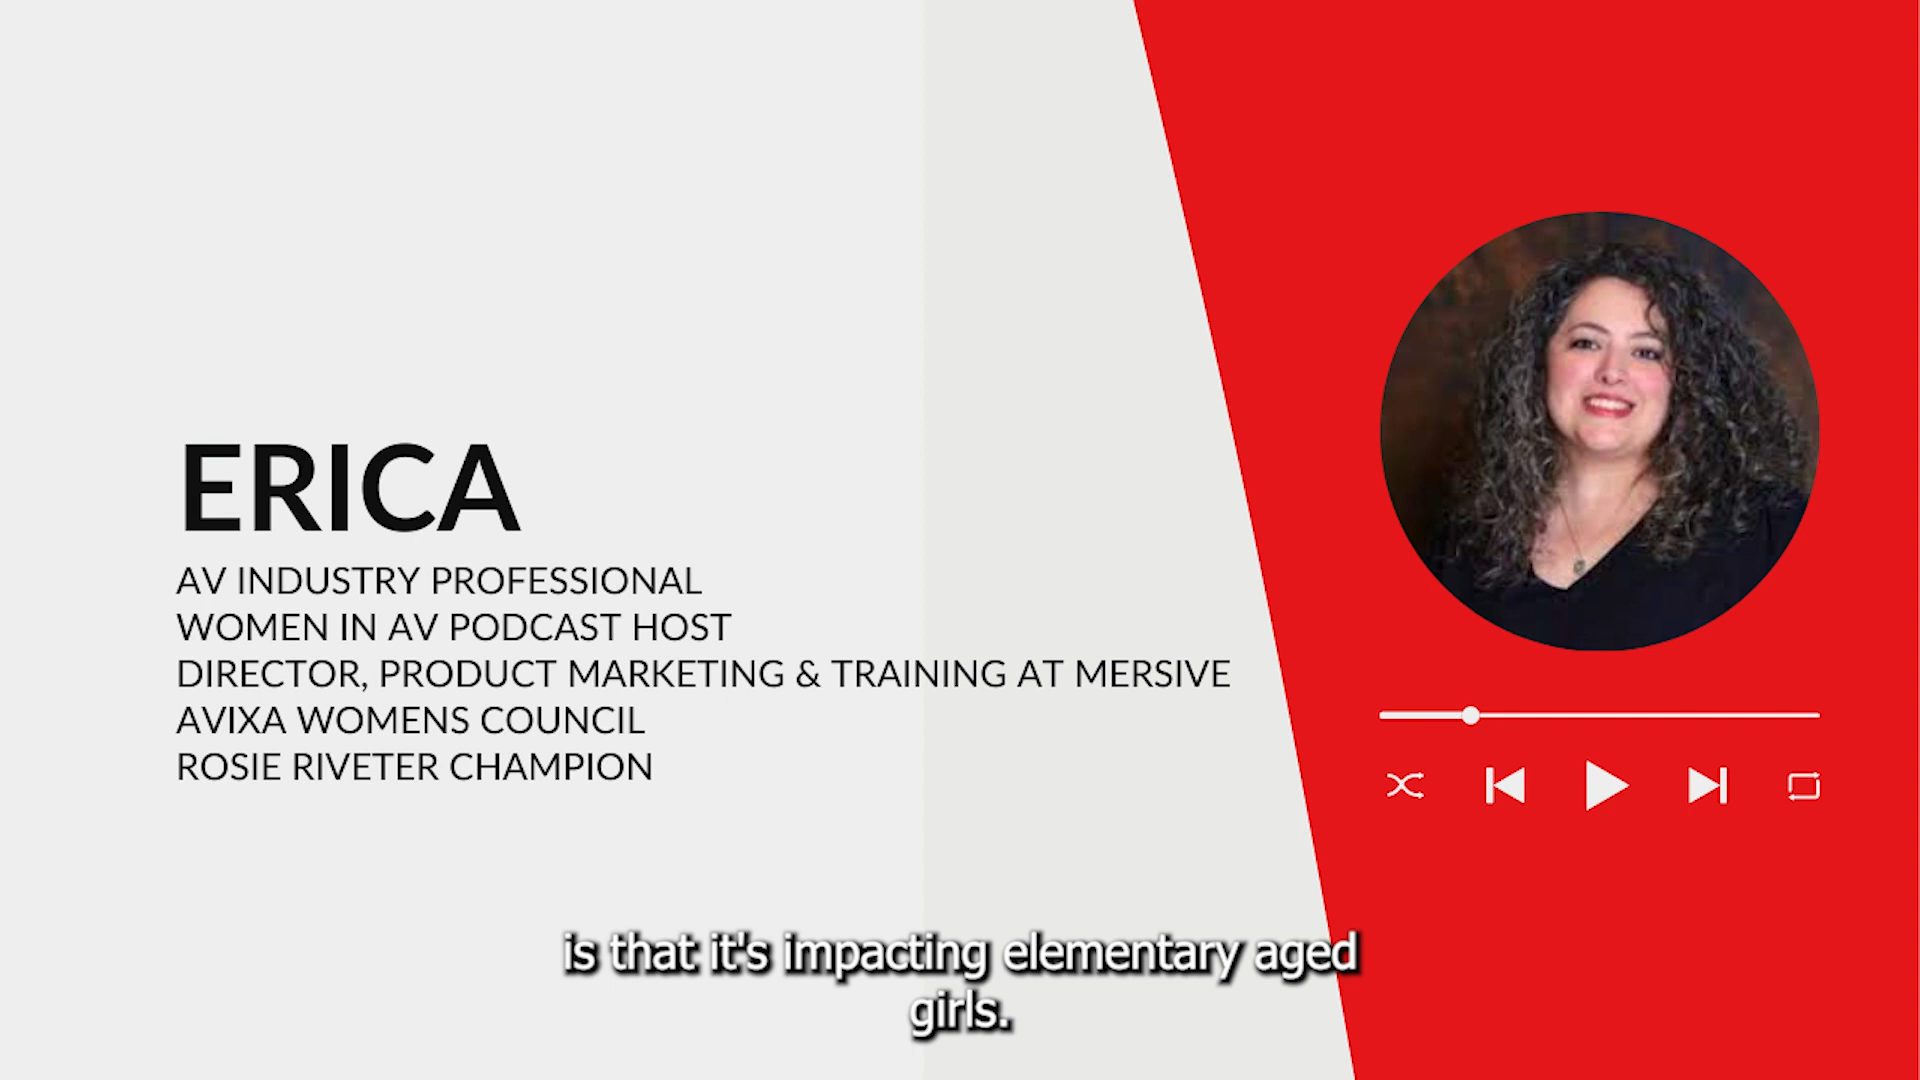 ERICA
AV INDUSTRY PROFESSIONAL
WOMEN IN AV PODCAST HOST
DIRECTOR, PRODUCT MARKETING & TRAINING AT MERSIVE
AVIXA WOMENS COUNCIL
ROSIE RIVETER CHAMPION
is that it's impacting elementary aged
girls.